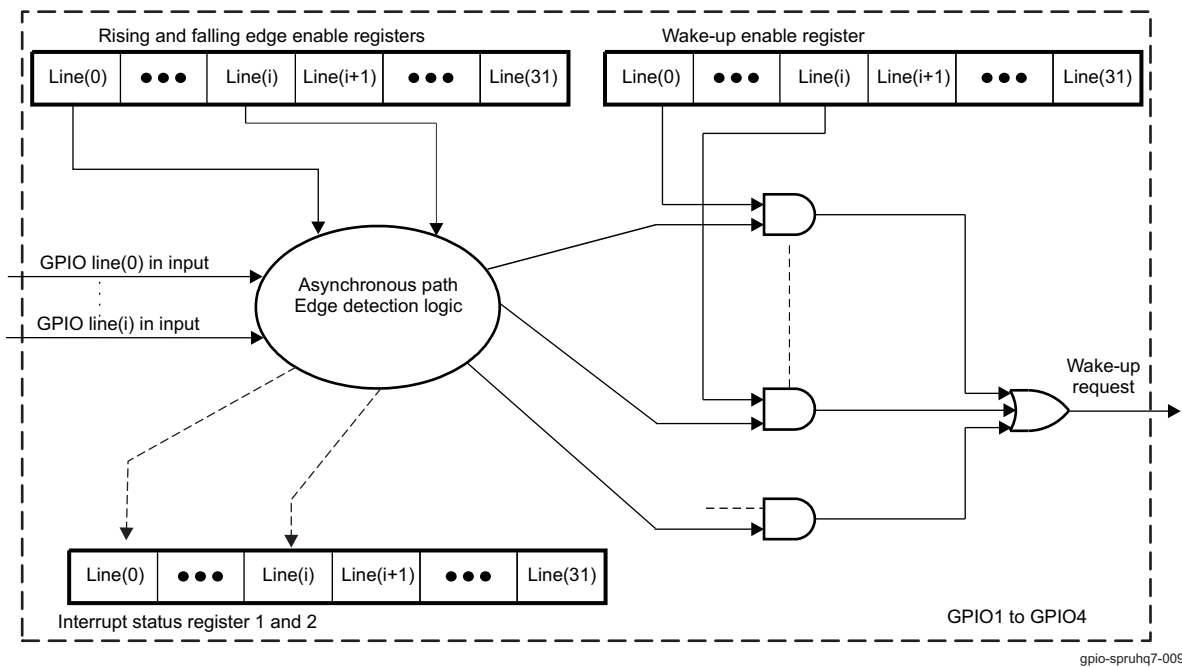 Rising and falling edge enable registers
Wake-up enable register
Line(0) ●●● Line(i) Line(i+1) ●●● Line(31)
Line(0) ●●● Line(i) Line(i+1) ●●● Line(31)
GPIO line(0) in input
GPIO line(i) in input
Asynchronous path
Edge detection logic
Wake-up
request
Line(0) ●●● Line(i) Line(i+1) ●●● Line(31)
Interrupt status register 1 and 2
GPIO1 to GPIO4
gpio-spruhq7-009